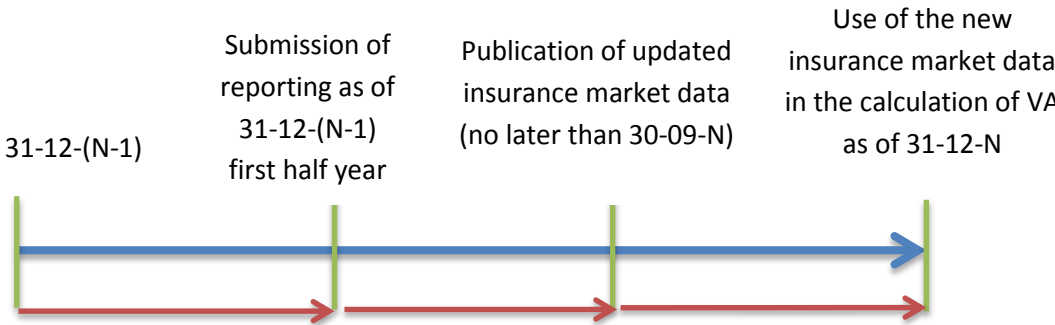 31-12-(N-1)
Submission of
reporting as of
31-12-(N-1)
first half year
Publication of updated
insurance market data
(no later than 30-09-N)
Use of the new
insurance market data
in the calculation of VA
as of 31-12-N